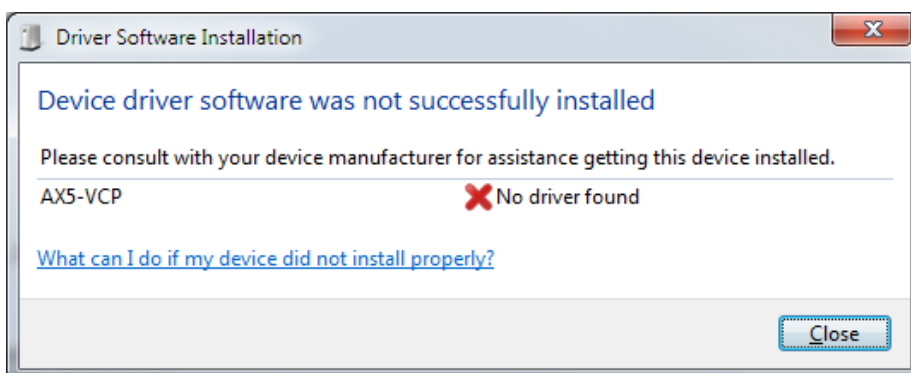 Driver Software Installation
Device driver software was not successfully installed
Please consult with your device manufacturer for assistance getting this device installed.
AX5-VCP No driver found
What can I do if my device did not install properly?
Close